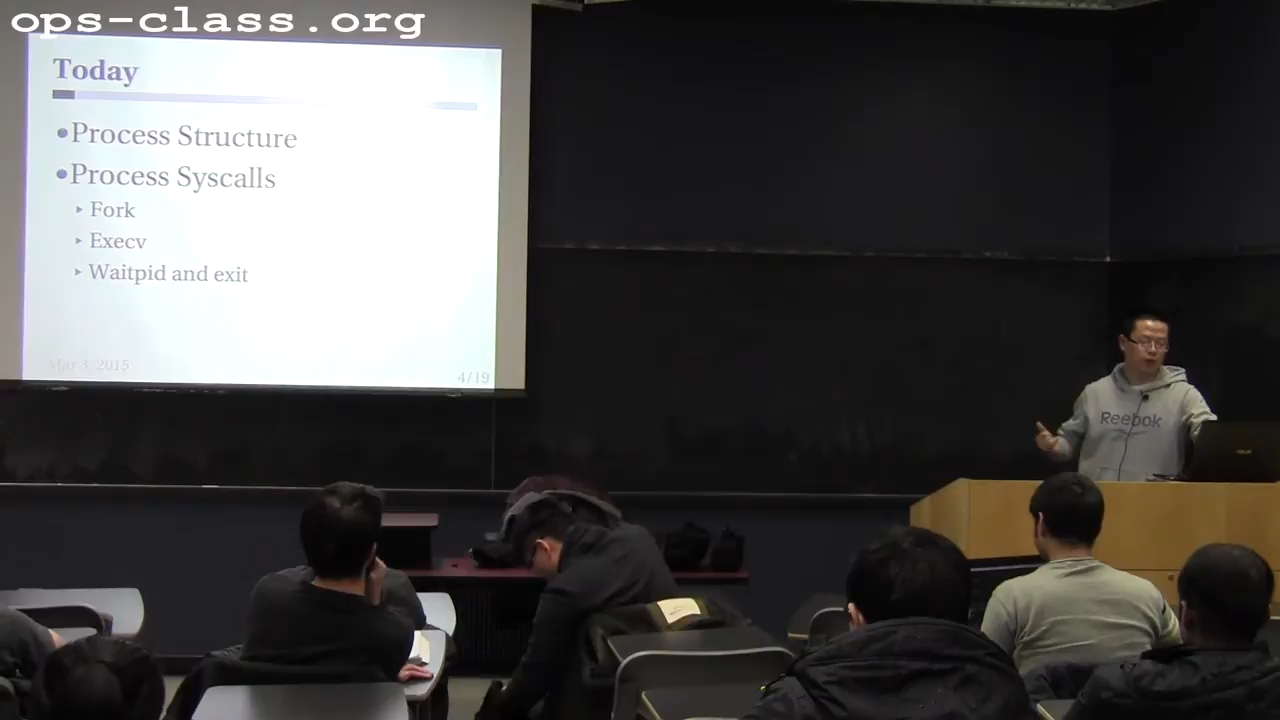 ops-class.org
Today
•Process Structure
•Process Syscalls
‣ Fork
‣ Execv
‣ Waitpid and exit
Mar 3, 2015
4/19
Reebok